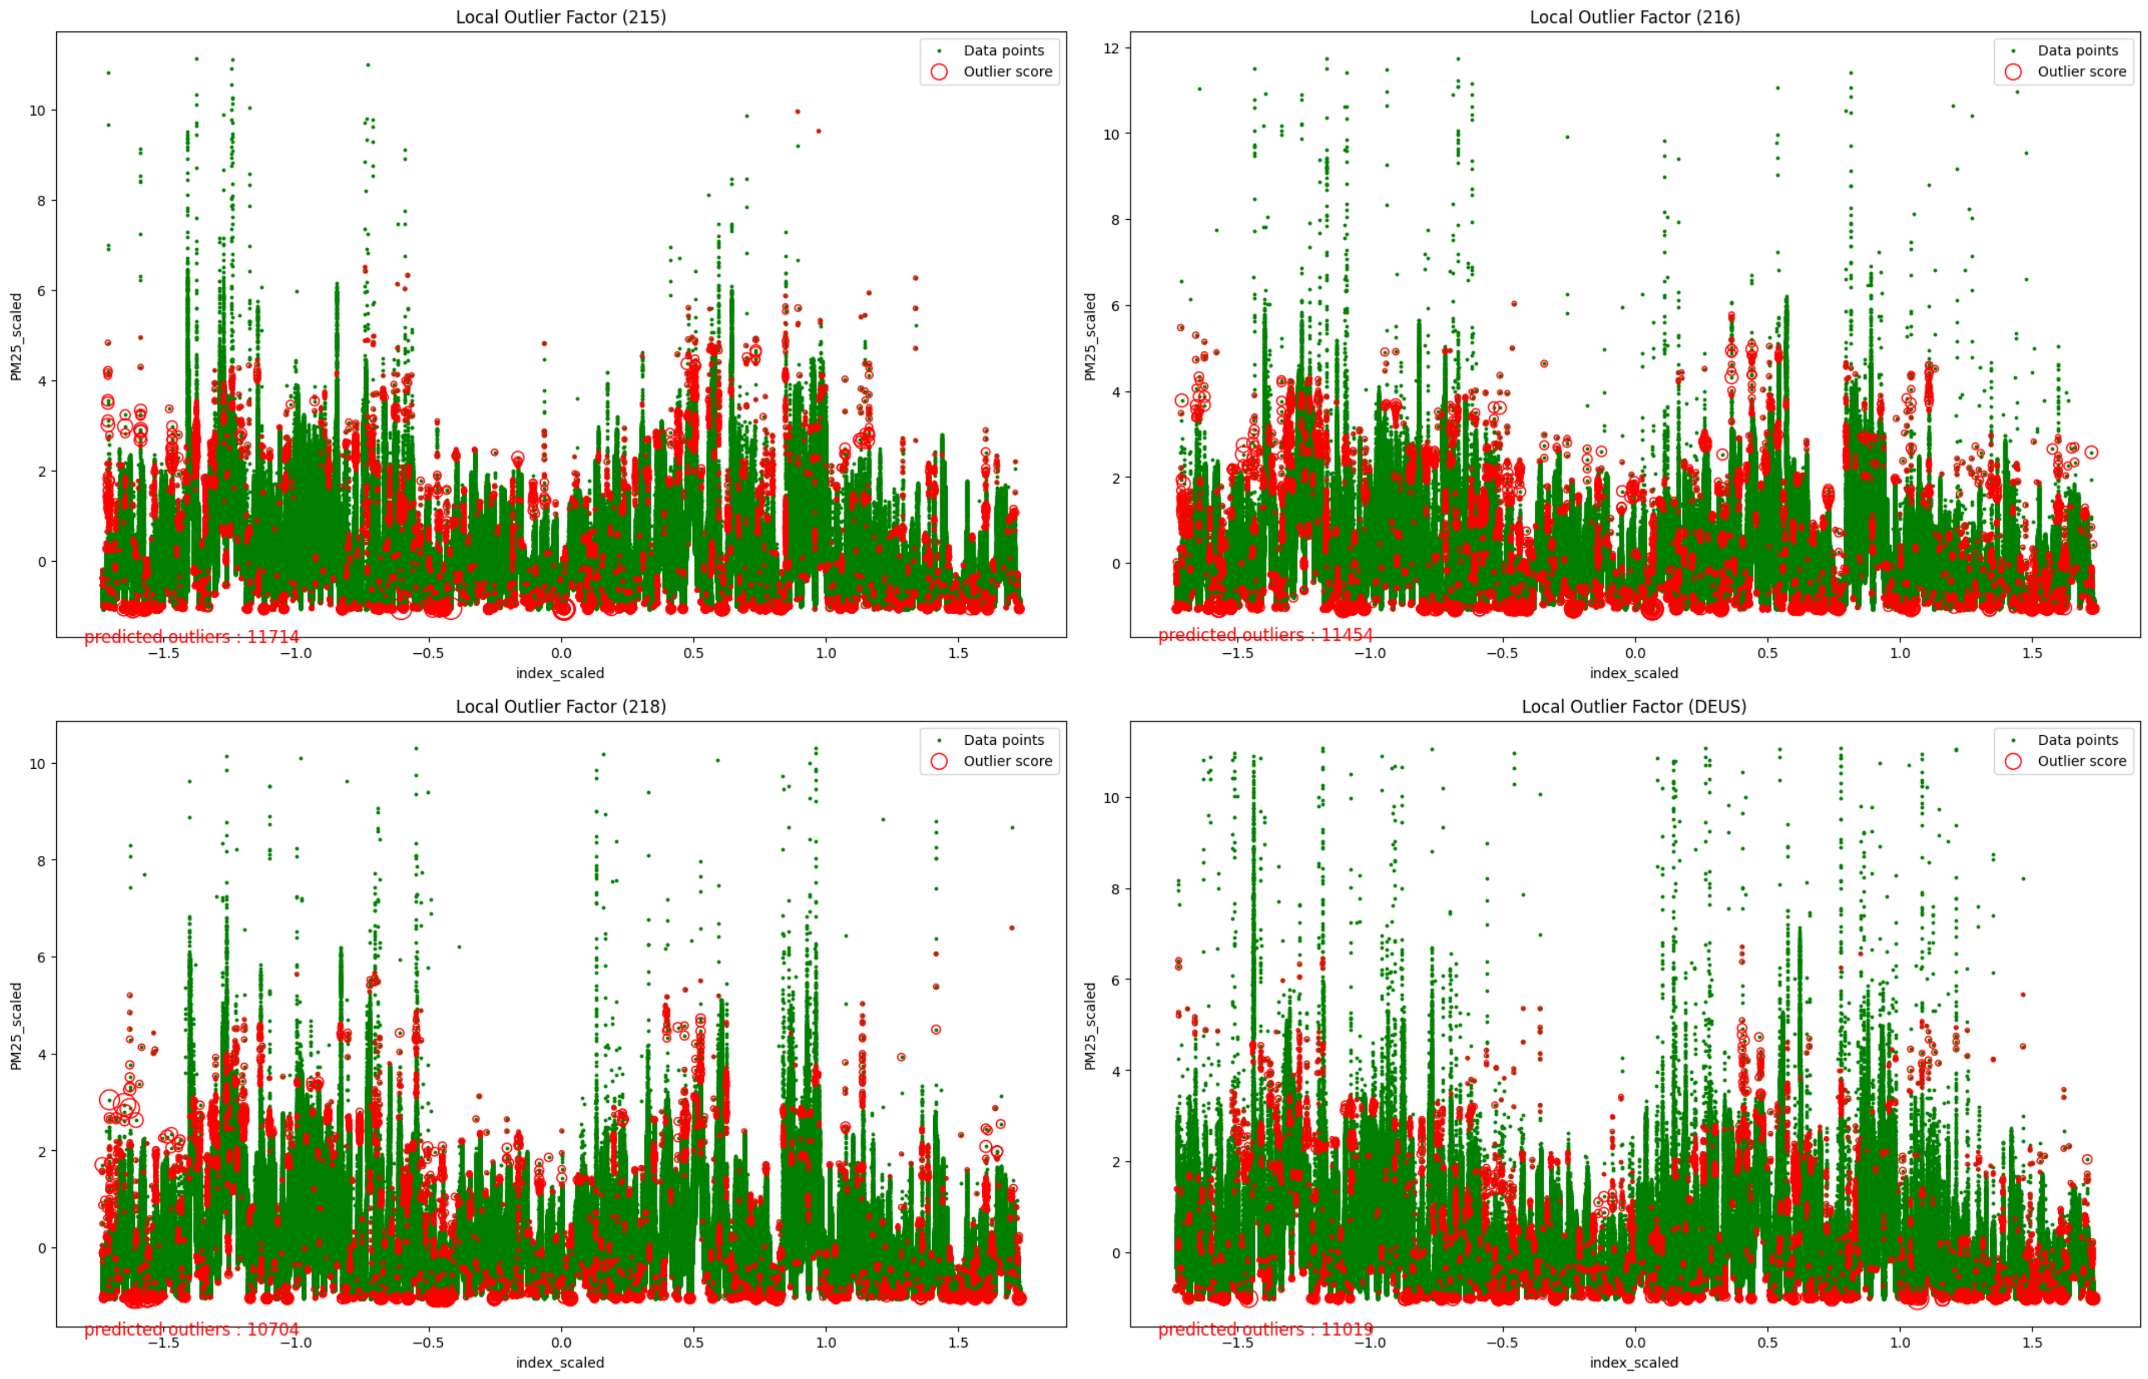 Local Outlier Factor (215)
Data points
Outlier score
10
8
6
4
2
0
PM25_scaled
predicted outliers : 11714
−1.5 −1.0 −0.5 0.0 0.5 1.0 1.5
index_scaled
Local Outlier Factor (216)
Data points
Outlier score
12
10
8
6
4
2
0
PM25_scaled
predicted outliers : 11454
−1.5 −1.0 −0.5 0.0 0.5 1.0 1.5
index_scaled
Local Outlier Factor (218)
Data points
Outlier score
10
8
6
4
2
0
PM25_scaled
predicted outliers : 10704
−1.5 −1.0 −0.5 0.0 0.5 1.0 1.5
index_scaled
Local Outlier Factor (DEUS)
Data points
Outlier score
10
8
6
4
2
0
PM25_scaled
predicted outliers : 11019
−1.5 −1.0 −0.5 0.0 0.5 1.0 1.5
index_scaled